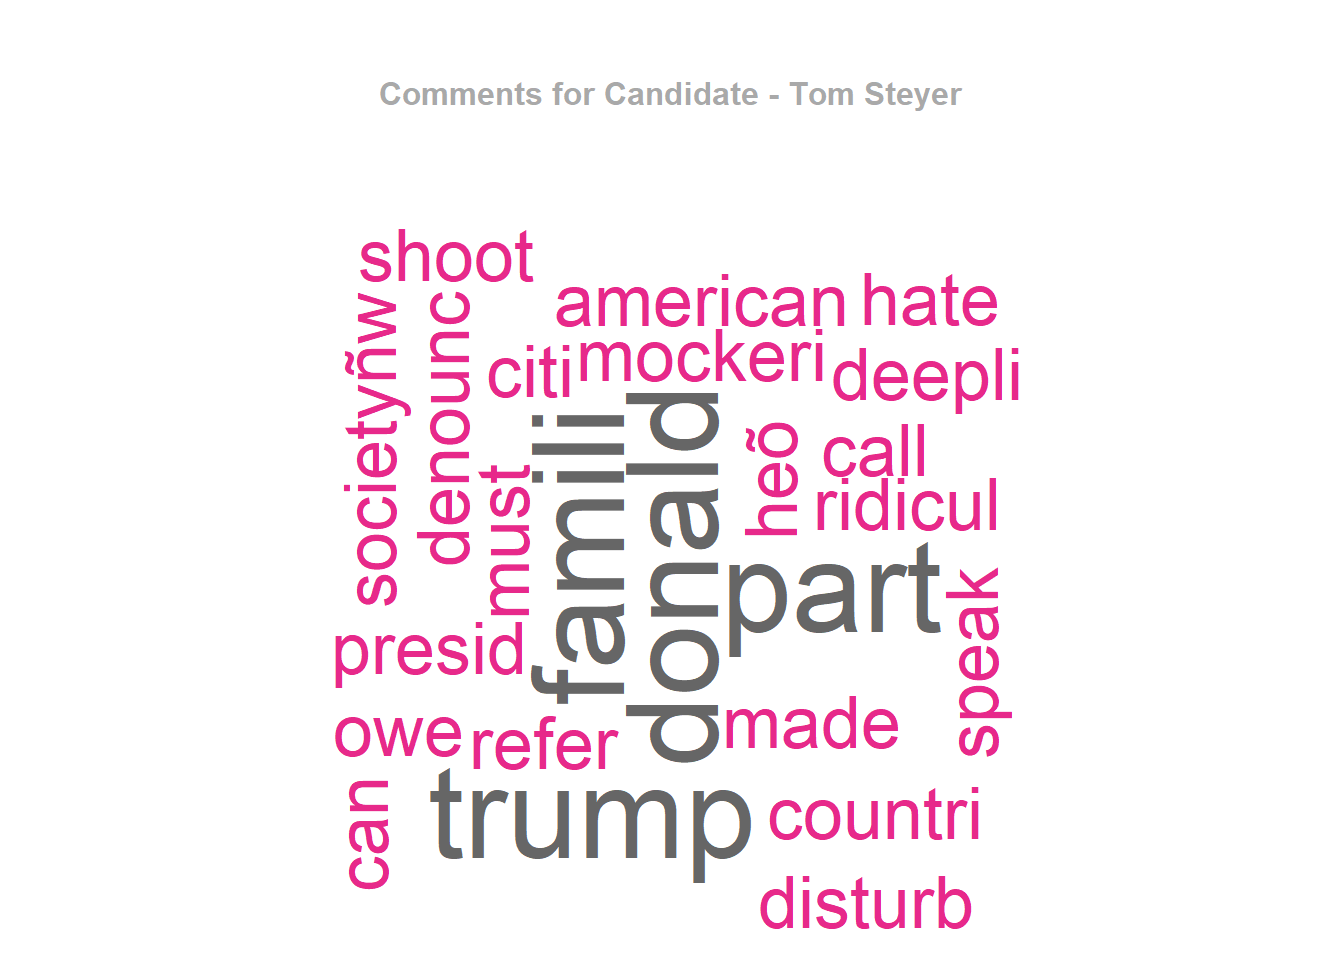 Comments for Candidate - Tom Steyer
shoot
american
hate
societyñw
denounc
citi
mockeri
deepli
must
famili
donald
heõ
call
ridicul
part
speak
presid
owe
refer
made
can
trump
countri
disturb